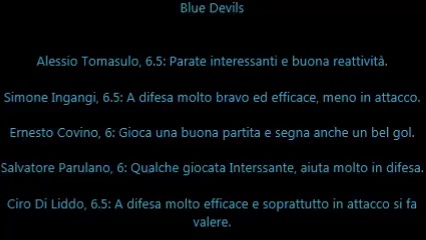 Blue Devils
Alessio Tomasulo, 6.5: Parate interessanti e buona reattività.
Simone Ingangi, 6.5: A difesa molto bravo ed efficace, meno in attacco.
Ernesto Covino, 6: Gioca una buona partita e segna anche un bel gol.
Salvatore Parulano, 6: Qualche giocata Interssante, aiuta molto in difesa.
Ciro Di Liddo, 6.5: A difesa molto efficace e soprattutto in attacco si fa
valere.